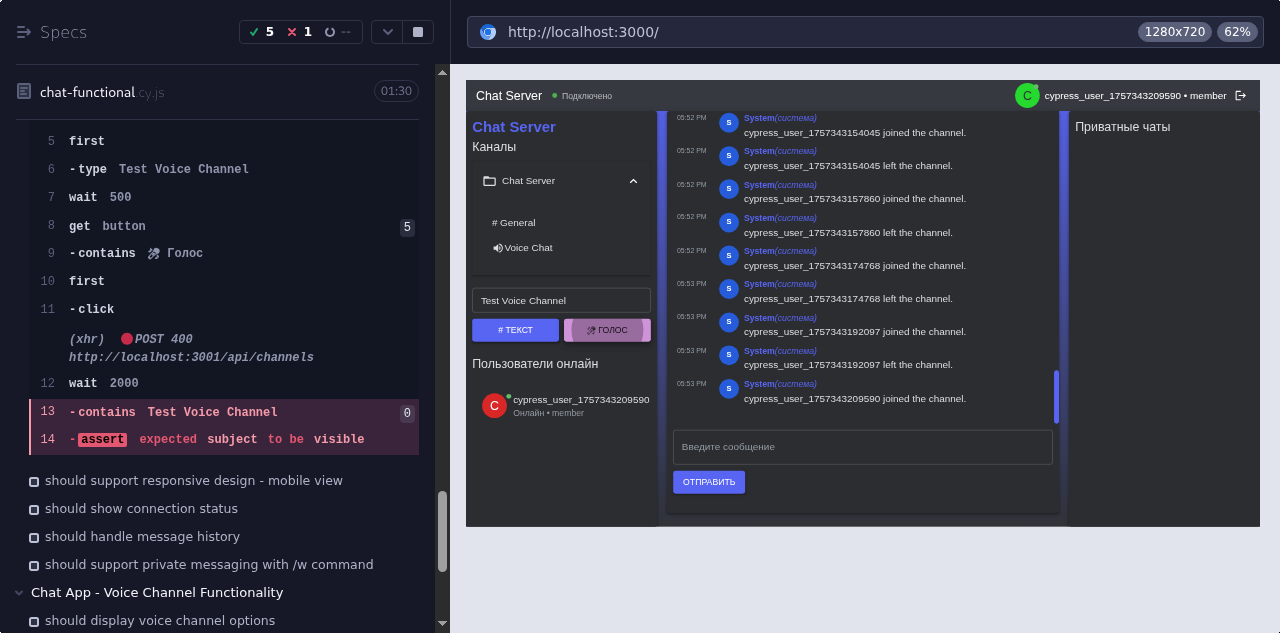 Specs
5
1
--
http://localhost:3000/
1280x720
62%
chat-functional.cy.js
01:30
5 first
6 -type Test Voice Channel
7 wait 500
8 get button 5
9 -contains 🎤 Голос
10 first
11 -click
(xhr) POST 400
http://localhost:3001/api/channels
12 wait 2000
13 -contains Test Voice Channel 0
14 -assert expected subject to be visible
should support responsive design - mobile view
should show connection status
should handle message history
should support private messaging with /w command
Chat App - Voice Channel Functionality
should display voice channel options
Chat Server
Подключено
C
cypress_user_1757343209590 • member
Chat Server
Каналы
Chat Server
# General
Voice Chat
Test Voice Channel
# ТЕКСТ
🎤 ГОЛОС
Пользователи онлайн
C
cypress_user_1757343209590
Онлайн • member
05:52 PM S System(система)
cypress_user_1757343154045 joined the channel.
05:52 PM S System(система)
cypress_user_1757343154045 left the channel.
05:52 PM S System(система)
cypress_user_1757343157860 joined the channel.
05:52 PM S System(система)
cypress_user_1757343157860 left the channel.
05:52 PM S System(система)
cypress_user_1757343174768 joined the channel.
05:53 PM S System(система)
cypress_user_1757343174768 left the channel.
05:53 PM S System(система)
cypress_user_1757343192097 joined the channel.
05:53 PM S System(система)
cypress_user_1757343192097 left the channel.
05:53 PM S System(система)
cypress_user_1757343209590 joined the channel.
Введите сообщение
ОТПРАВИТЬ
Приватные чаты